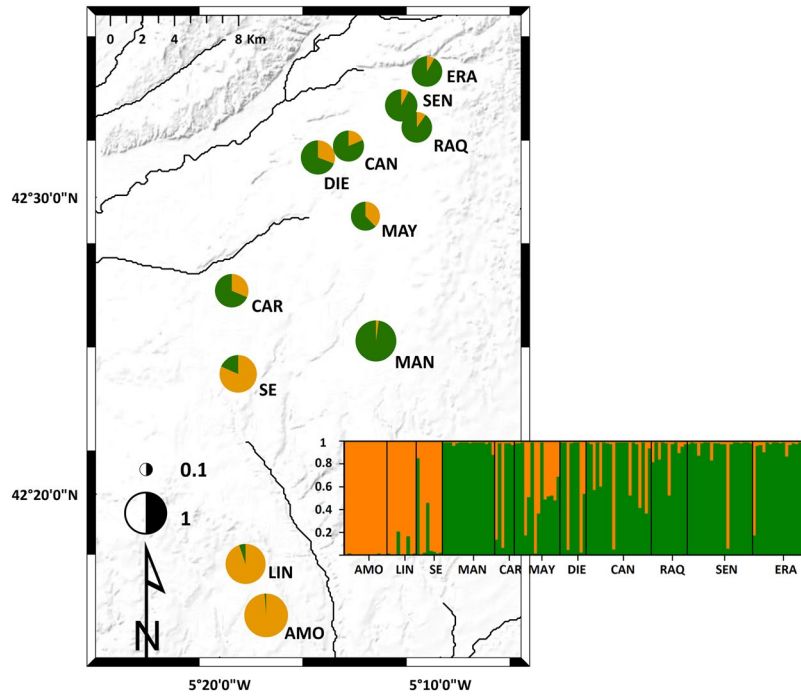 0 2 4 8 Km
ERA
SEN
RAQ
CAN
DIE
42°30'0"N
MAY
CAR
MAN
SE
1
0.8
0.6
0.4
0.2
0.1
42°20'0"N
1
AMO LIN SE MAN CAR MAY DIE CAN RAQ SEN ERA
LIN
AMO
N
5°20'0"W 5°10'0"W